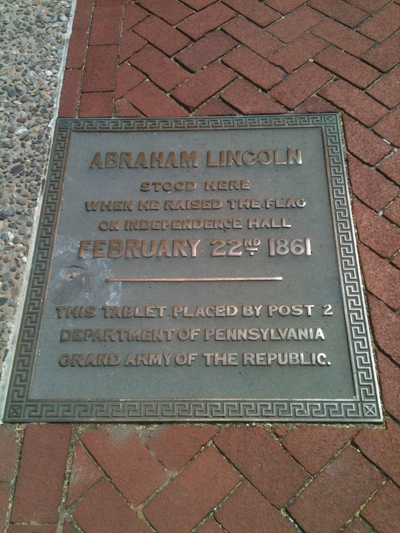 ABRAHAM LINCOLN
STOOD HERE
WHEN HE RAISED THE FLAG
ON INDEPENDENCE HALL
FEBRUARY 22ND 1861
THIS TABLET PLACED BY POST 2
DEPARTMENT OF PENNSYLVANIA
GRAND ARMY OF THE REPUBLIC.